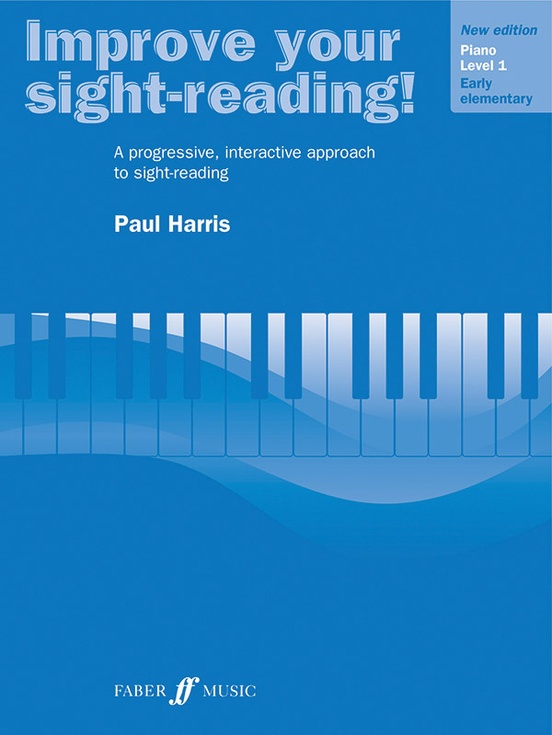 Improve your
sight-reading!
New edition
Piano
Level 1
Early
elementary
A progressive, interactive approach
to sight-reading
Paul Harris
FABER ff MUSIC